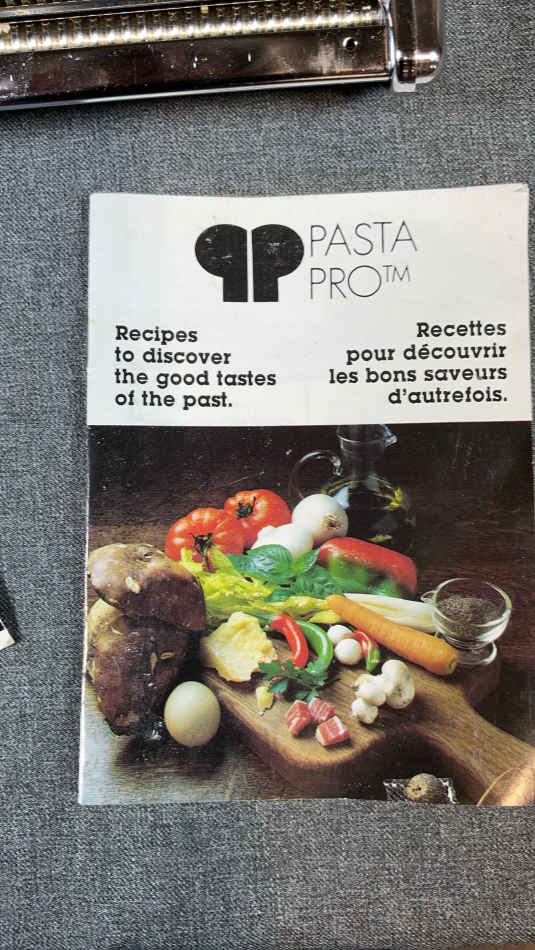 PASTA
PRO™
Recipes
to discover
the good tastes
of the past.
Recettes
pour découvrir
les bons saveurs
d'autrefois.